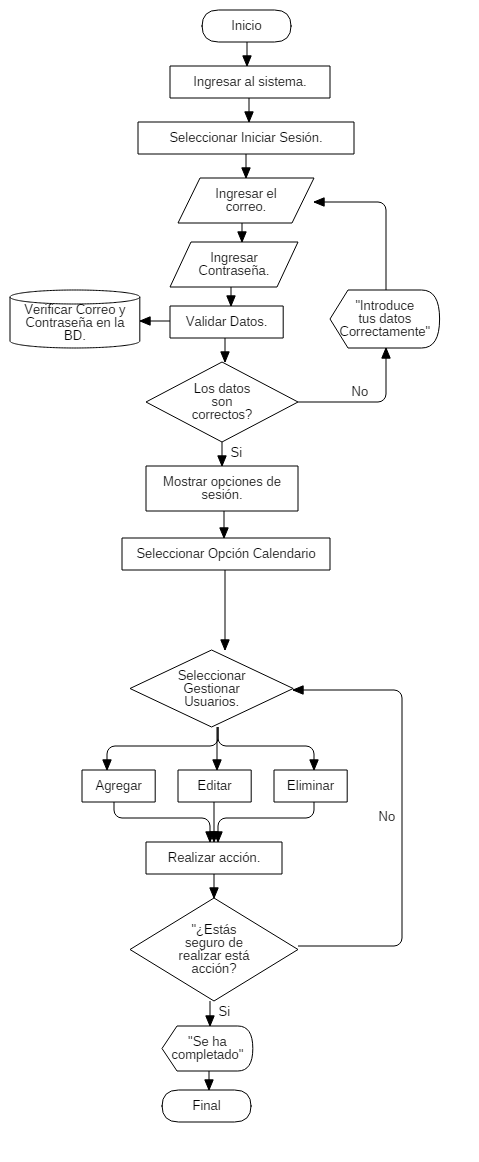 Inicio
Ingresar al sistema.
Seleccionar Iniciar Sesión.
Ingresar el
correo.
Ingresar
Contraseña.
Verificar Correo y
Contraseña en la
BD.
Validar Datos.
"Introduce
tus datos
Correctamente"
Los datos
son
correctos?
No
Si
Mostrar opciones de
sesión.
Seleccionar Opción Calendario
Seleccionar
Gestionar
Usuarios.
Agregar
Editar
Eliminar
No
Realizar acción.
"¿Estás
seguro de
realizar está
acción?
Si
"Se ha
completado"
Final